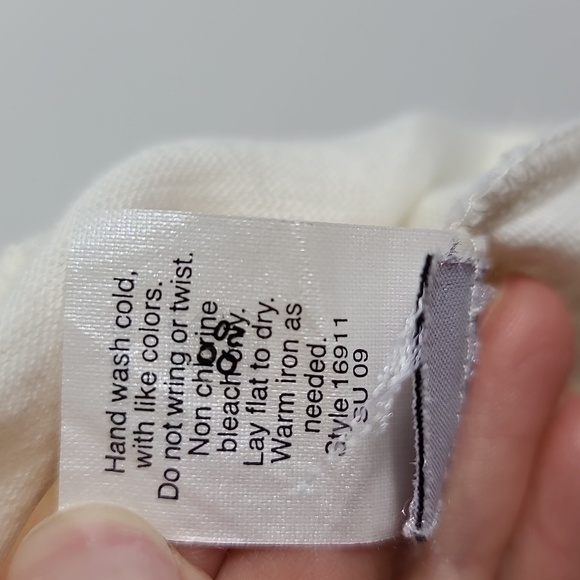 Hand wash cold,
with like colors.
Do not wring or twist.
Non chlorine
bleach only.
Lay flat to dry.
Warm iron as
needed.
Style 16911
SU 09